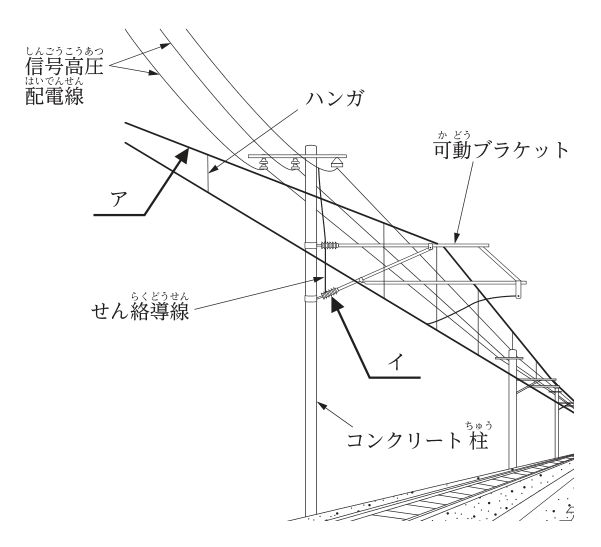 しんごうこうあつ
信号高圧
はいでんせん
配電線
ハンガ
か どう
可動ブラケット
ア
らくどうせん
せん絡導線
イ
ちゅう
コンクリート柱